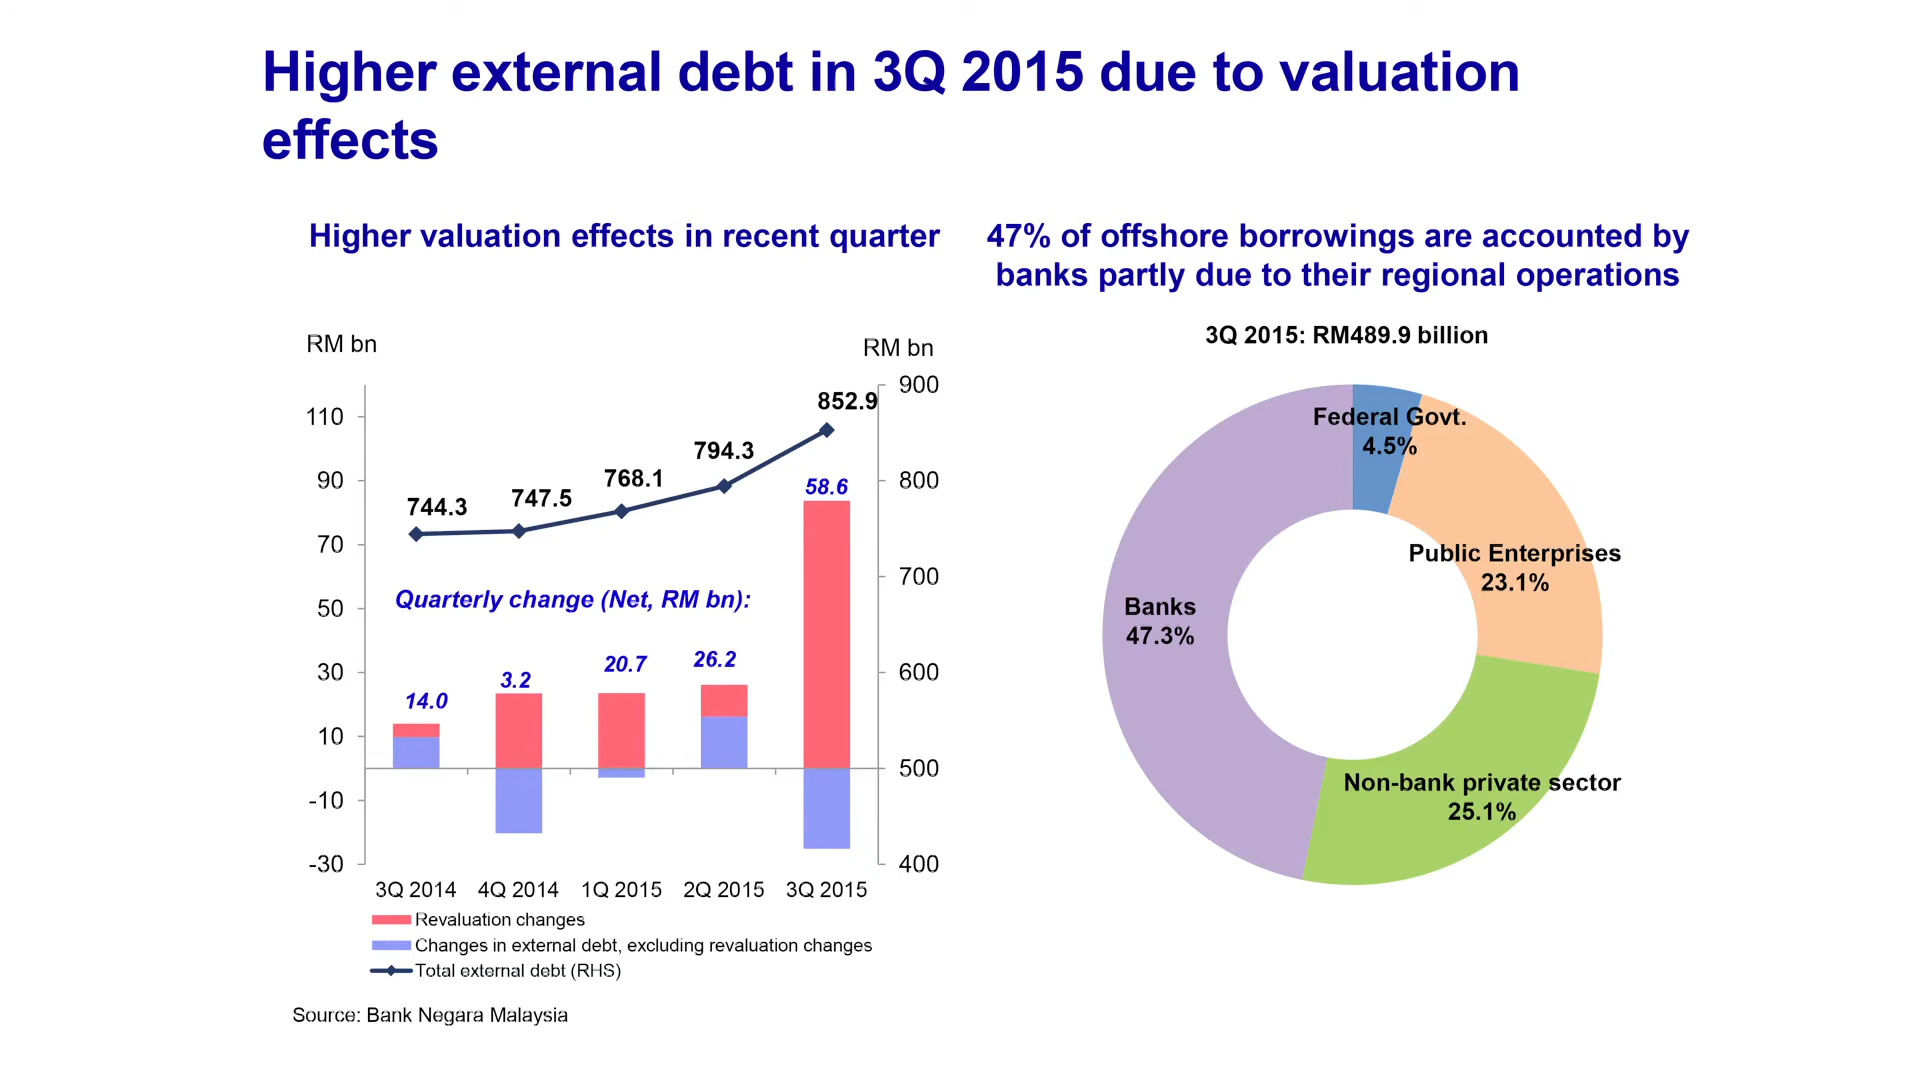 Higher external debt in 3Q 2015 due to valuation
effects
Higher valuation effects in recent quarter
RM bn
RM bn
110
90
70
50
30
10
-10
-30
900
800
700
600
500
400
744.3
747.5
768.1
794.3
852.9
Quarterly change (Net, RM bn):
14.0
3.2
20.7
26.2
58.6
3Q 2014
4Q 2014
1Q 2015
2Q 2015
3Q 2015
Revaluation changes
Changes in external debt, excluding revaluation changes
Total external debt (RHS)
Source: Bank Negara Malaysia
47% of offshore borrowings are accounted by
banks partly due to their regional operations
3Q 2015: RM489.9 billion
Federal Govt.
4.5%
Public Enterprises
23.1%
Banks
47.3%
Non-bank private sector
25.1%